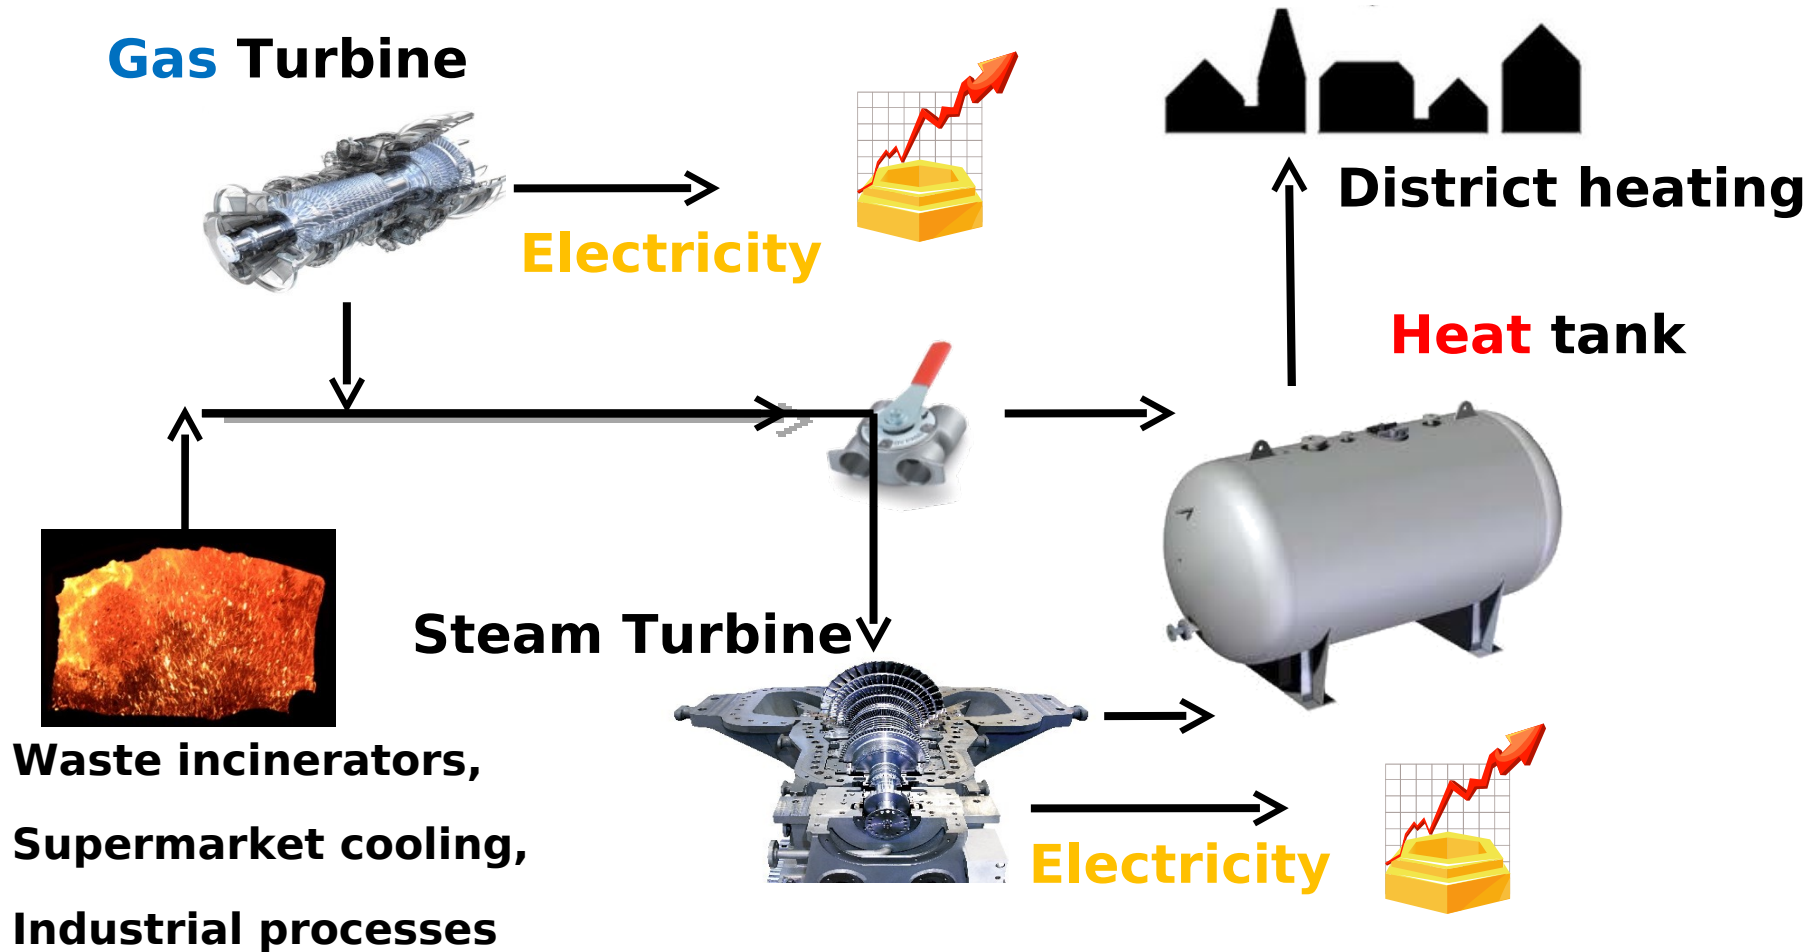 Gas Turbine
Electricity
District heating
Heat tank
Steam Turbine
Waste incinerators,
Supermarket cooling,
Industrial processes
Electricity